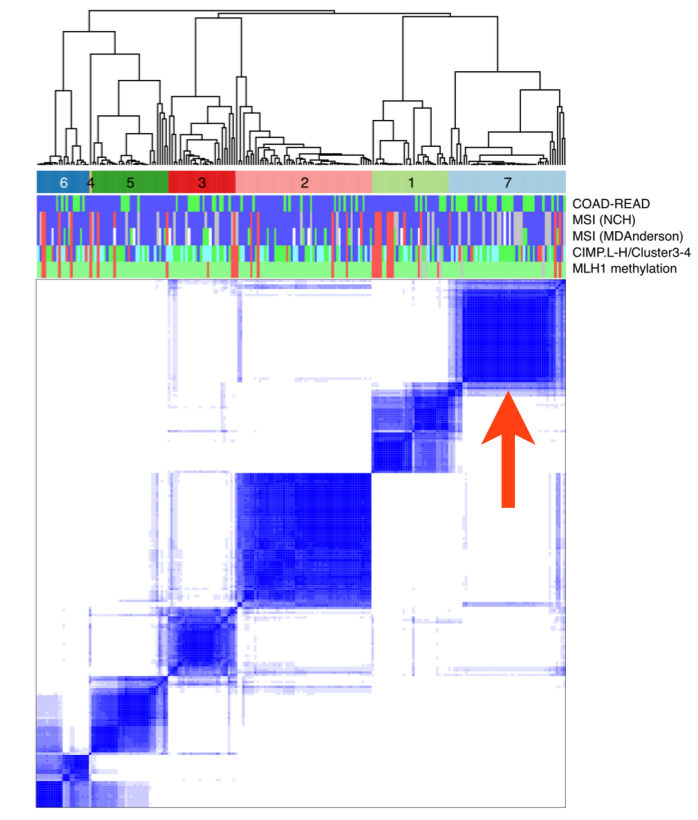 6 4 5 3 2 1 7
COAD-READ
MSI (NCH)
MSI (MDAnderson)
CIMP.L-H/Cluster3-4
MLH1 methylation